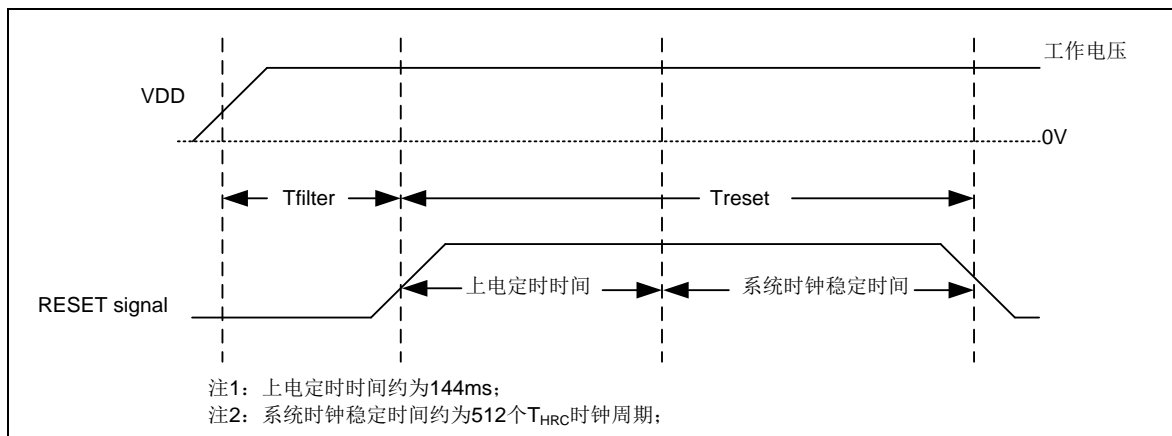 工作电压
VDD
0V
Tfilter
Treset
上电定时时间
系统时钟稳定时间
RESET signal
注1：上电定时时间约为144ms；
注2：系统时钟稳定时间约为512个THRC时钟周期；